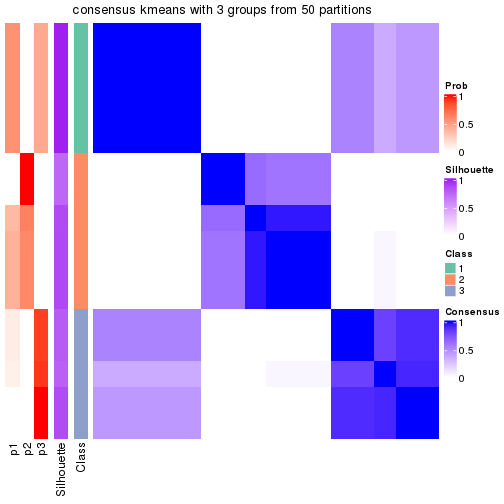 consensus kmeans with 3 groups from 50 partitions
Prob
1
0.5
0
Silhouette
1
0.5
0
Class
1
2
3
Consensus
1
0.5
0
p1
p2
p3
Silhouette
Class